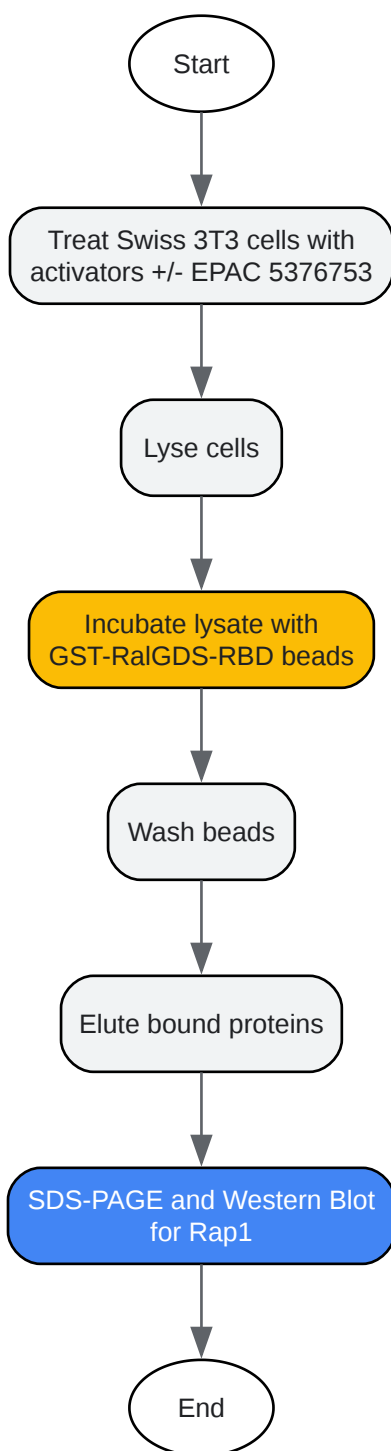 Start
Treat Swiss 3T3 cells with
activators +/- EPAC 5376753
Lyse cells
Incubate lysate with
GST-RalGDS-RBD beads
Wash beads
Elute bound proteins
SDS-PAGE and Western Blot
for Rap1
End